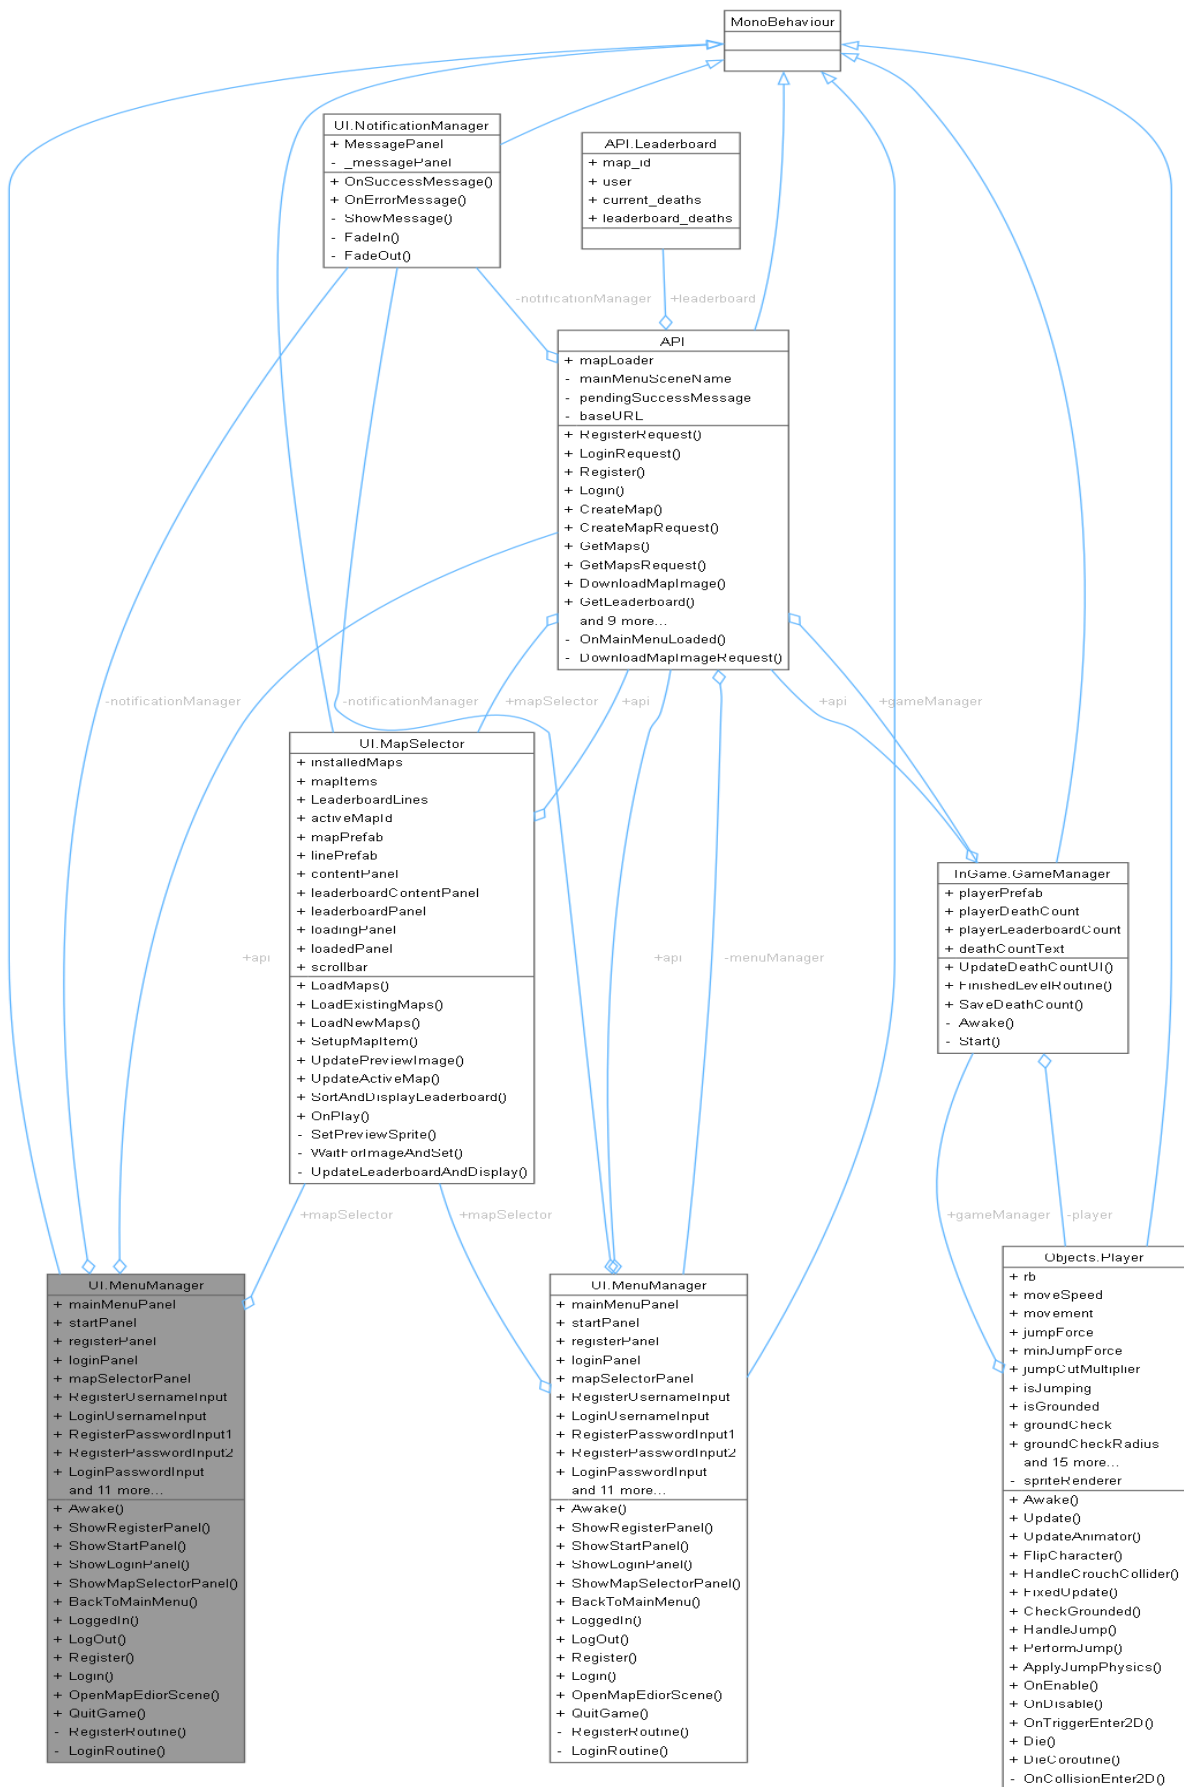 MonoBehaviour
UI.NotificationManager
+ MessagePanel
- _messagePanel
+ OnSuccessMessage()
+ OnErrorMessage()
- ShowMessage()
- FadeIn()
- FadeOut()
API.Leaderboard
+ map_id
+ user
+ current_deaths
+ leaderboard_deaths
-notificationManager
+leaderboard
API
+ mapLoader
- mainMenuSceneName
- pendingSuccessMessage
- baseURL
+ RegisterRequest()
+ LoginRequest()
+ Register()
+ Login()
+ CreateMap()
+ CreateMapRequest()
+ GetMaps()
+ GetMapsRequest()
+ DownloadMapImage()
+ GetLeaderboard()
and 9 more...
- OnMainMenuLoaded()
- DownloadMapImageRequest()
-notificationManager
-notificationManager
+mapSelector
+api
+api
+gameManager
UI.MapSelector
+ installedMaps
+ mapItems
+ LeaderboardLines
+ activeMapId
+ mapPrefab
+ linePrefab
+ contentPanel
+ leaderboardContentPanel
+ leaderboardPanel
+ loadingPanel
+ loadedPanel
+ scrollbar
+ LoadMaps()
+ LoadExistingMaps()
+ LoadNewMaps()
+ SetupMapItem()
+ UpdatePreviewImage()
+ UpdateActiveMap()
+ SortAndDisplayLeaderboard()
+ OnPlay()
- SetPreviewSprite()
- WaitForImageAndSet()
- UpdateLeaderboardAndDisplay()
+api
+api
-menuManager
InGame.GameManager
+ playerPrefab
+ playerDeathCount
+ playerLeaderboardCount
+ deathCountText
+ UpdateDeathCountUI()
+ FinishedLevelRoutine()
+ SaveDeathCount()
- Awake()
- Start()
+mapSelector
+mapSelector
+gameManager
-player
UI.MenuManager
+ mainMenuPanel
+ startPanel
+ registerPanel
+ loginPanel
+ mapSelectorPanel
+ RegisterUsernameInput
+ LoginUsernameInput
+ RegisterPasswordInput1
+ RegisterPasswordInput2
+ LoginPasswordInput
and 11 more...
+ Awake()
+ ShowRegisterPanel()
+ ShowStartPanel()
+ ShowLoginPanel()
+ ShowMapSelectorPanel()
+ BackToMainMenu()
+ LoggedIn()
+ LogOut()
+ Register()
+ Login()
+ OpenMapEdiorScene()
+ QuitGame()
- RegisterRoutine()
- LoginRoutine()
UI.MenuManager
+ mainMenuPanel
+ startPanel
+ registerPanel
+ loginPanel
+ mapSelectorPanel
+ RegisterUsernameInput
+ LoginUsernameInput
+ RegisterPasswordInput1
+ RegisterPasswordInput2
+ LoginPasswordInput
and 11 more...
+ Awake()
+ ShowRegisterPanel()
+ ShowStartPanel()
+ ShowLoginPanel()
+ ShowMapSelectorPanel()
+ BackToMainMenu()
+ LoggedIn()
+ LogOut()
+ Register()
+ Login()
+ OpenMapEdiorScene()
+ QuitGame()
- RegisterRoutine()
- LoginRoutine()
Objects.Player
+ rb
+ moveSpeed
+ movement
+ jumpForce
+ minJumpForce
+ jumpCutMultiplier
+ isJumping
+ isGrounded
+ groundCheck
+ groundCheckRadius
and 15 more...
- spriteRenderer
+ Awake()
+ Update()
+ UpdateAnimator()
+ FlipCharacter()
+ HandleCrouchCollider()
+ FixedUpdate()
+ CheckGrounded()
+ HandleJump()
+ PerformJump()
+ ApplyJumpPhysics()
+ OnEnable()
+ OnDisable()
+ OnTriggerEnter2D()
+ Die()
+ DieCoroutine()
- OnCollisionEnter2D()